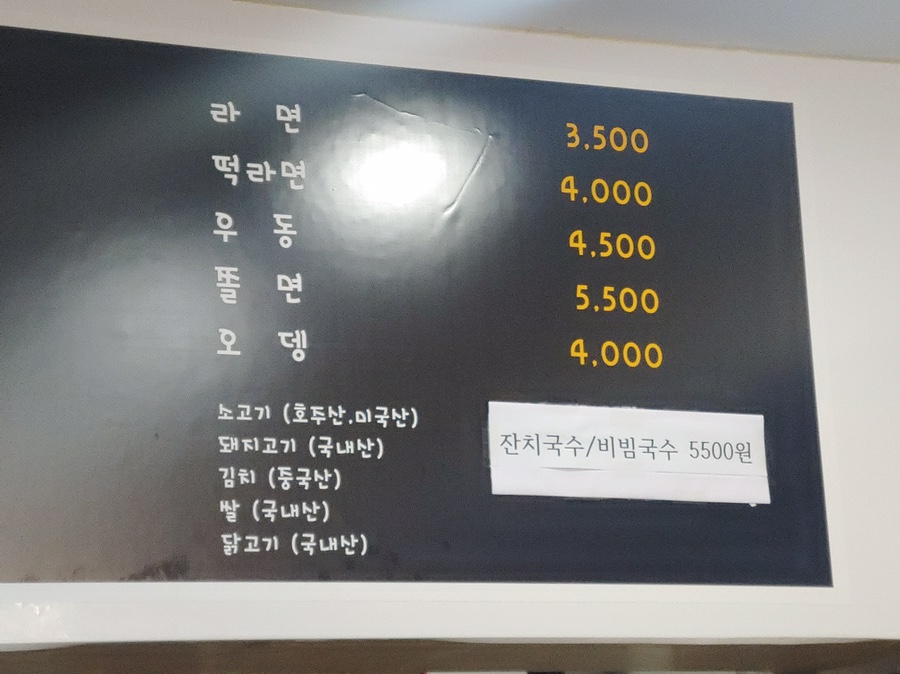 라면 3,500
떡라면 4,000
우동 4,500
쫄면 5,500
오뎅 4,000
소고기 (호주산,미국산)
돼지고기 (국내산)
김치 (중국산)
쌀 (국내산)
닭고기 (국내산)
잔치국수/비빔국수 5500원